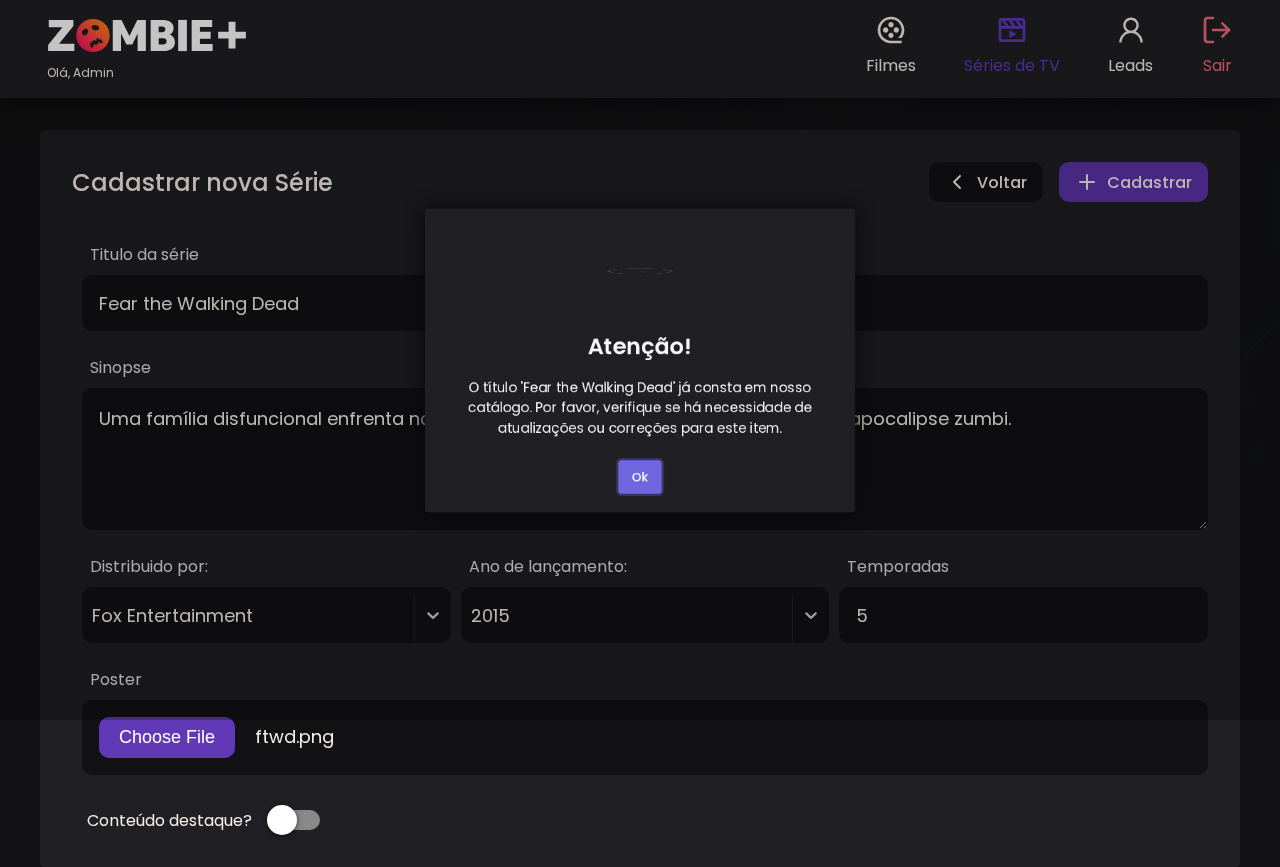 ZOMBIE+
Olá, Admin
Filmes
Séries de TV
Leads
Sair
Cadastrar nova Série
Voltar
Cadastrar
Titulo da série
Fear the Walking Dead
Sinopse
Uma família disfuncional enfrenta apocalipse zumbi.
Atenção!
O título 'Fear the Walking Dead' já consta em nosso
catálogo. Por favor, verifique se há necessidade de
atualizações ou correções para este item.
Ok
Distribuido por:
Ano de lançamento:
Temporadas
Fox Entertainment
2015
5
Poster
Choose File
ftwd.png
Conteúdo destaque?